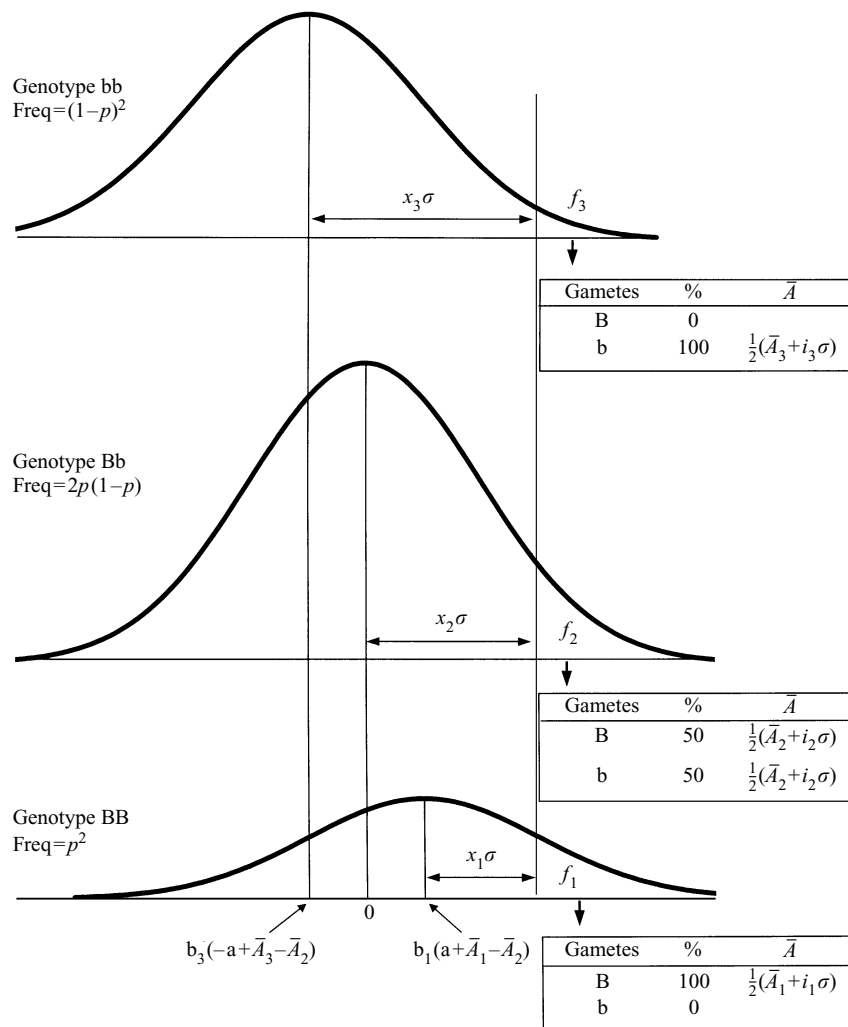 Genotype bb
Freq=(1−p)²
x₃σ
f₃
Gametes % Ā
B 0
b 100 ½(Ā₃+i₃σ)
Genotype Bb
Freq=2p(1−p)
x₂σ
f₂
Gametes % Ā
B 50 ½(Ā₂+i₂σ)
b 50 ½(Ā₂+i₂σ)
Genotype BB
Freq=p²
x₁σ
f₁
0
b₃(−a+Ā₃−Ā₂) b₁(a+Ā₁−Ā₂)
Gametes % Ā
B 100 ½(Ā₁+i₁σ)
b 0